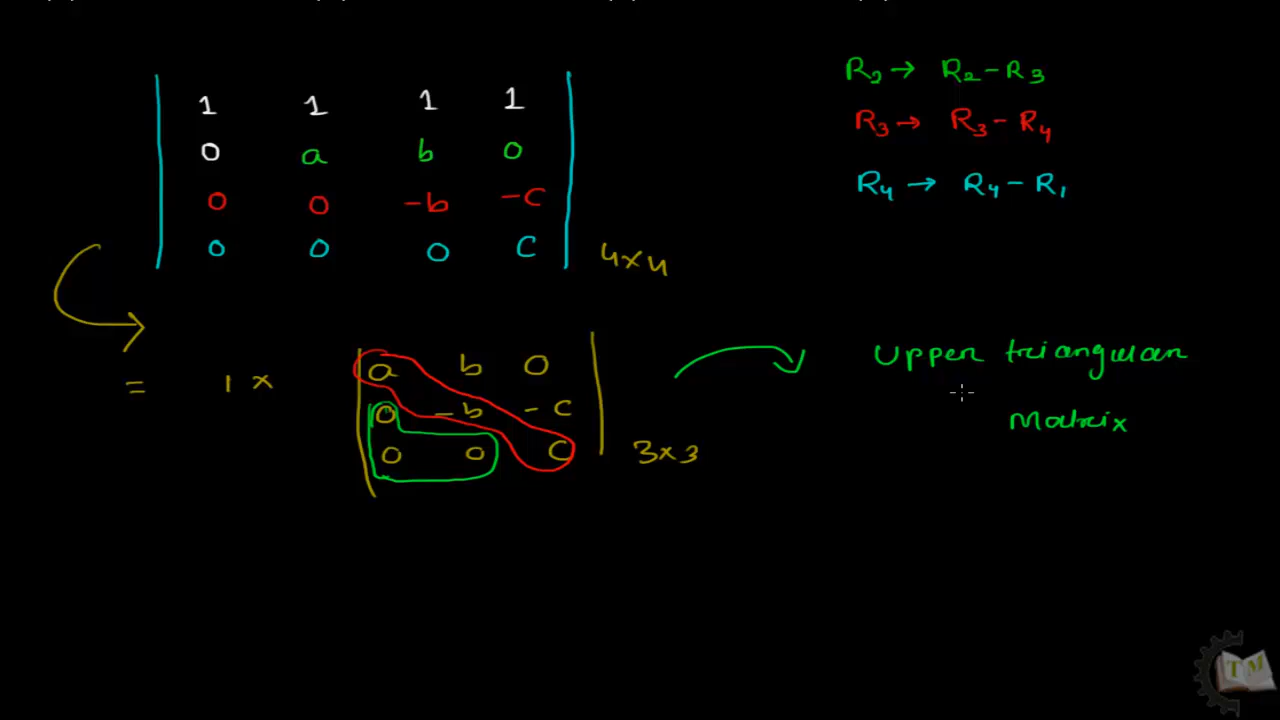 1 1 1 1
0 a b 0
0 0 -b -c
0 0 0 c
4x4
R2 → R2 - R3
R3 → R3 - R4
R4 → R4 - R1
= 1 x
a b 0
0 -b -c
0 0 c
3x3
Upper triangular
Matrix
TM